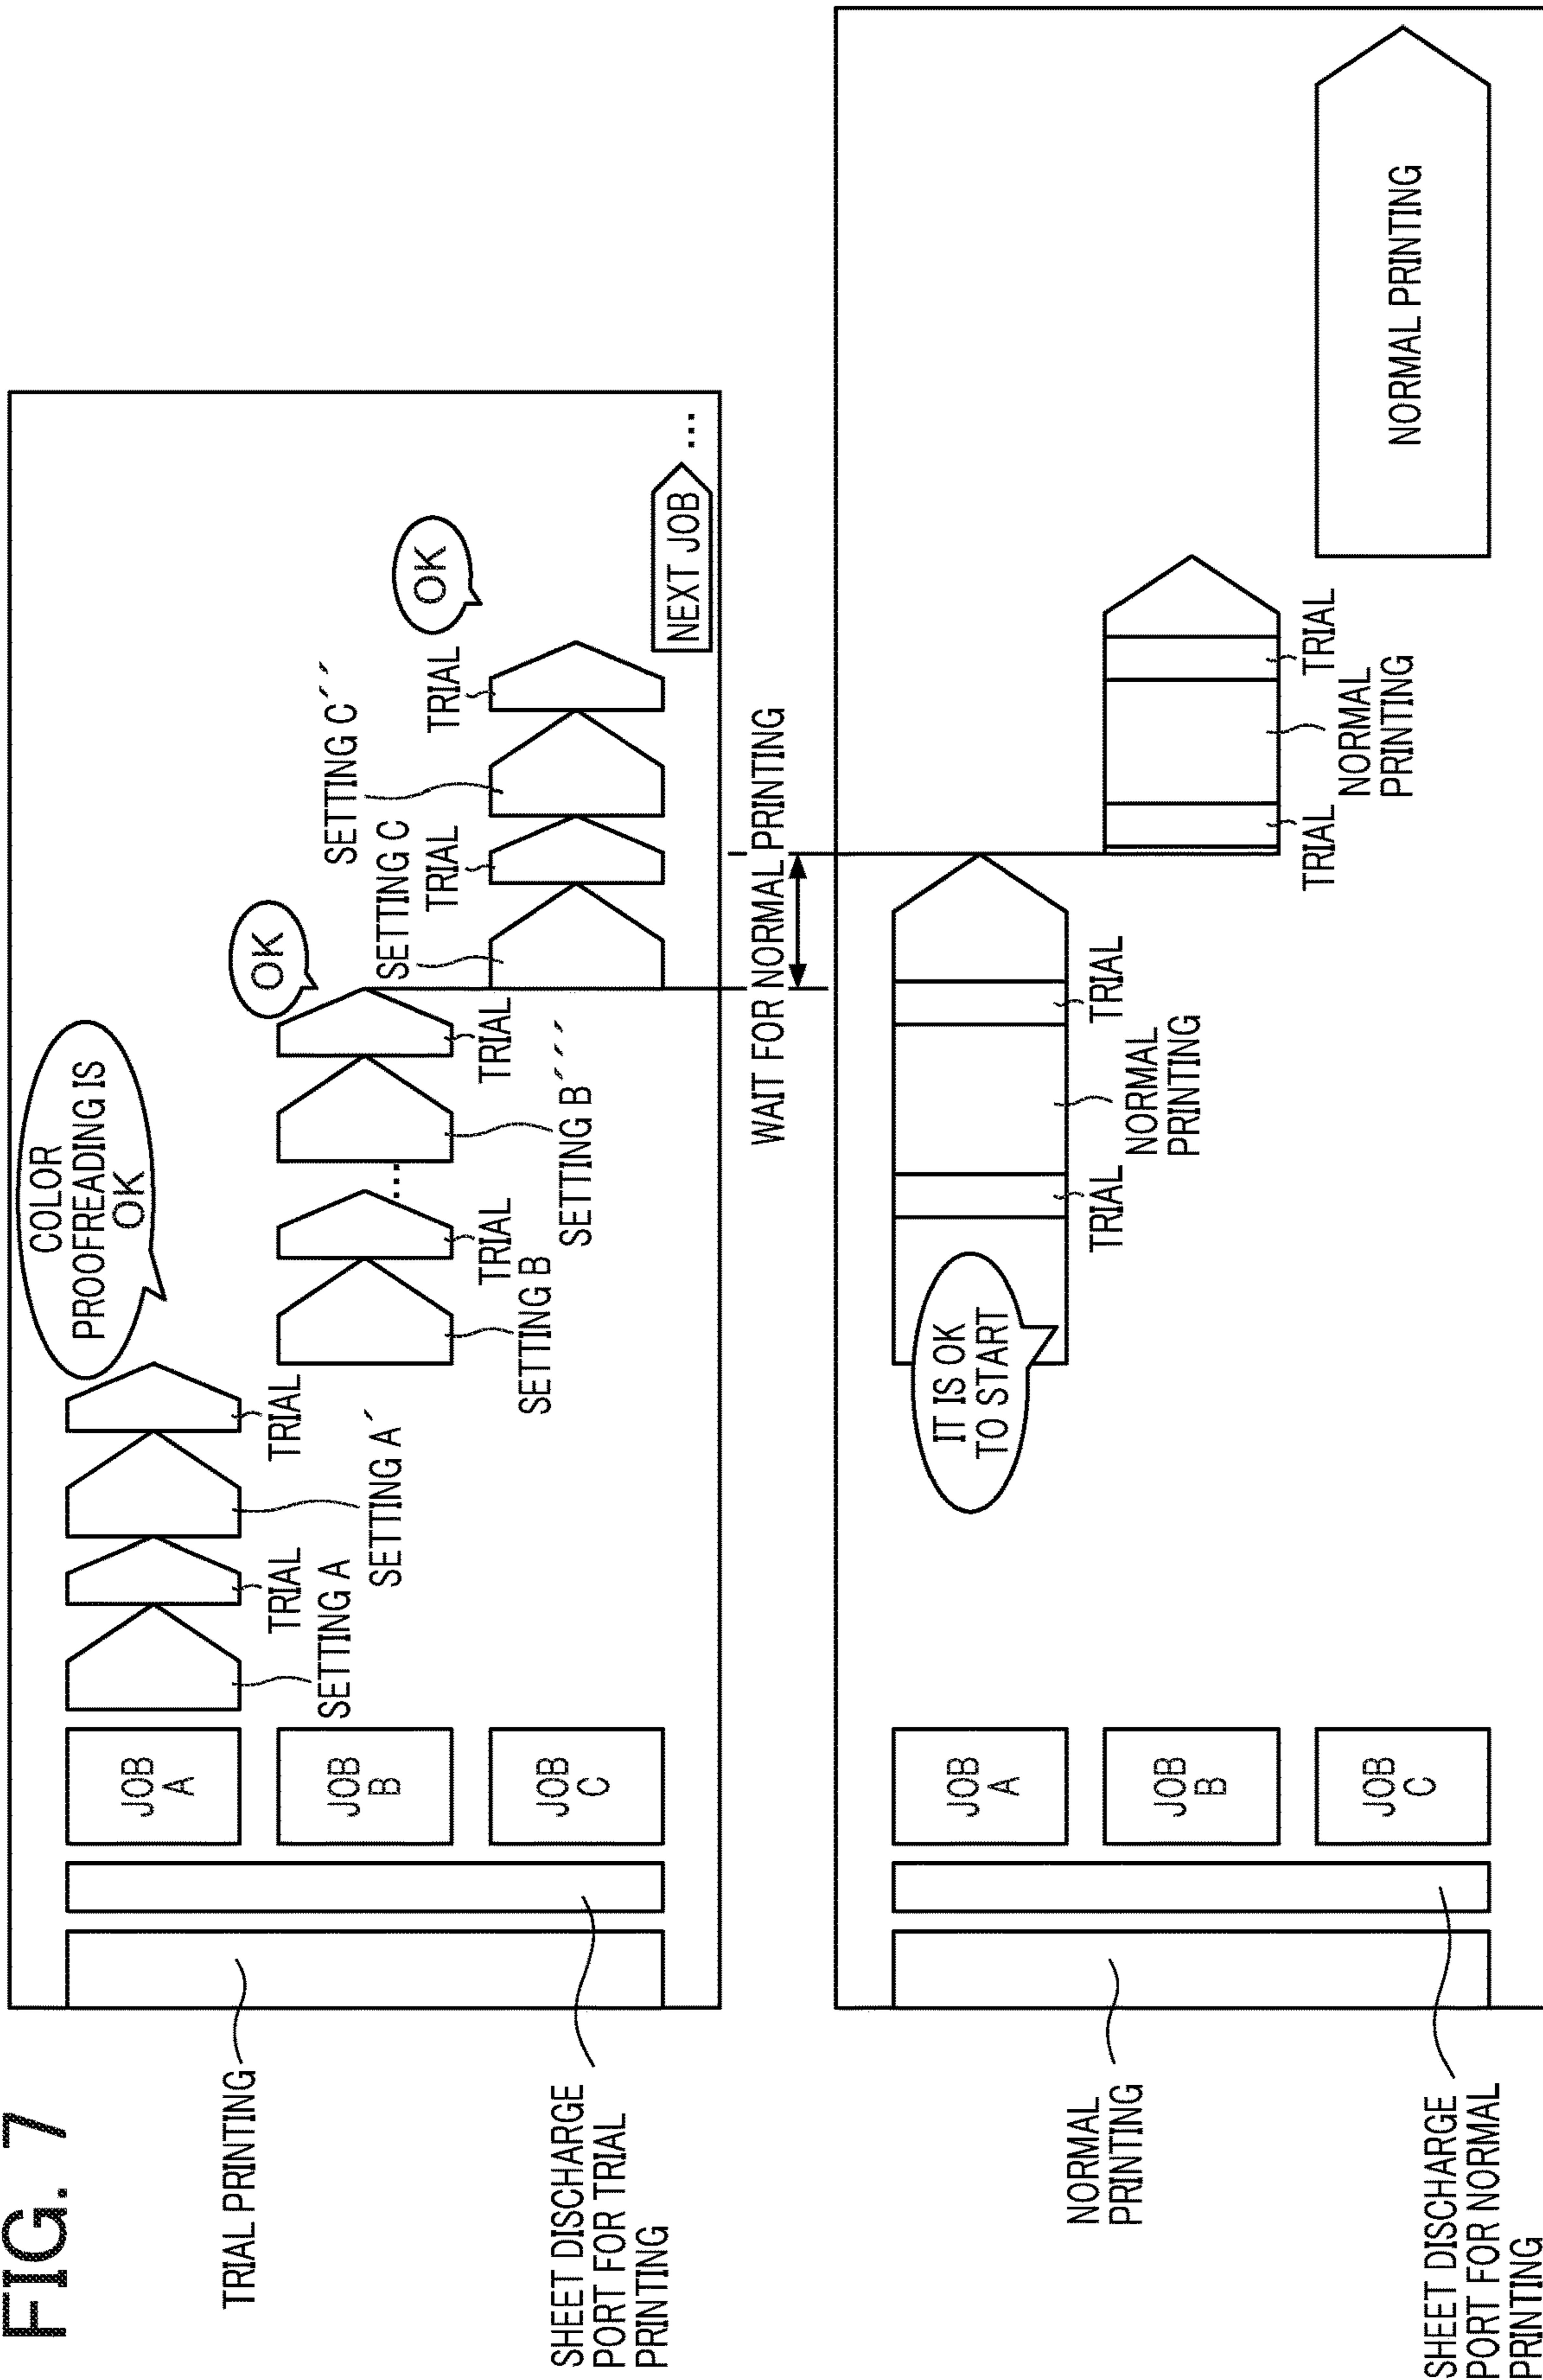 FIG. 7
TRIAL PRINTING
SHEET DISCHARGE
PORT FOR TRIAL
PRINTING
JOB
A
JOB
B
JOB
C
SETTING A
TRIAL
SETTING A´
TRIAL
COLOR
PROOFREADING IS
OK
SETTING B
TRIAL
...
SETTING B´´´
TRIAL
OK
SETTING C
TRIAL
SETTING C´´
TRIAL
OK
NEXT JOB
...
WAIT FOR NORMAL PRINTING
NORMAL
PRINTING
SHEET DISCHARGE
PORT FOR NORMAL
PRINTING
JOB
A
JOB
B
JOB
C
IT IS OK
TO START
TRIAL
NORMAL
PRINTING
TRIAL
TRIAL
NORMAL
PRINTING
TRIAL
NORMAL PRINTING